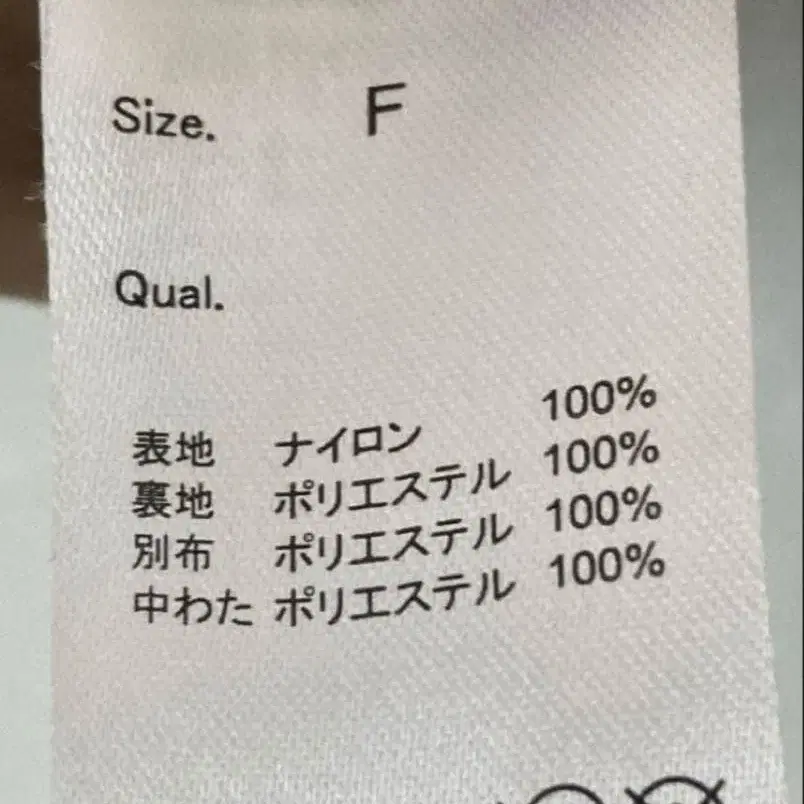 Size. F
Qual.
表地 ナイロン 100%
裏地 ポリエステル 100%
別布 ポリエステル 100%
中わた ポリエステル 100%